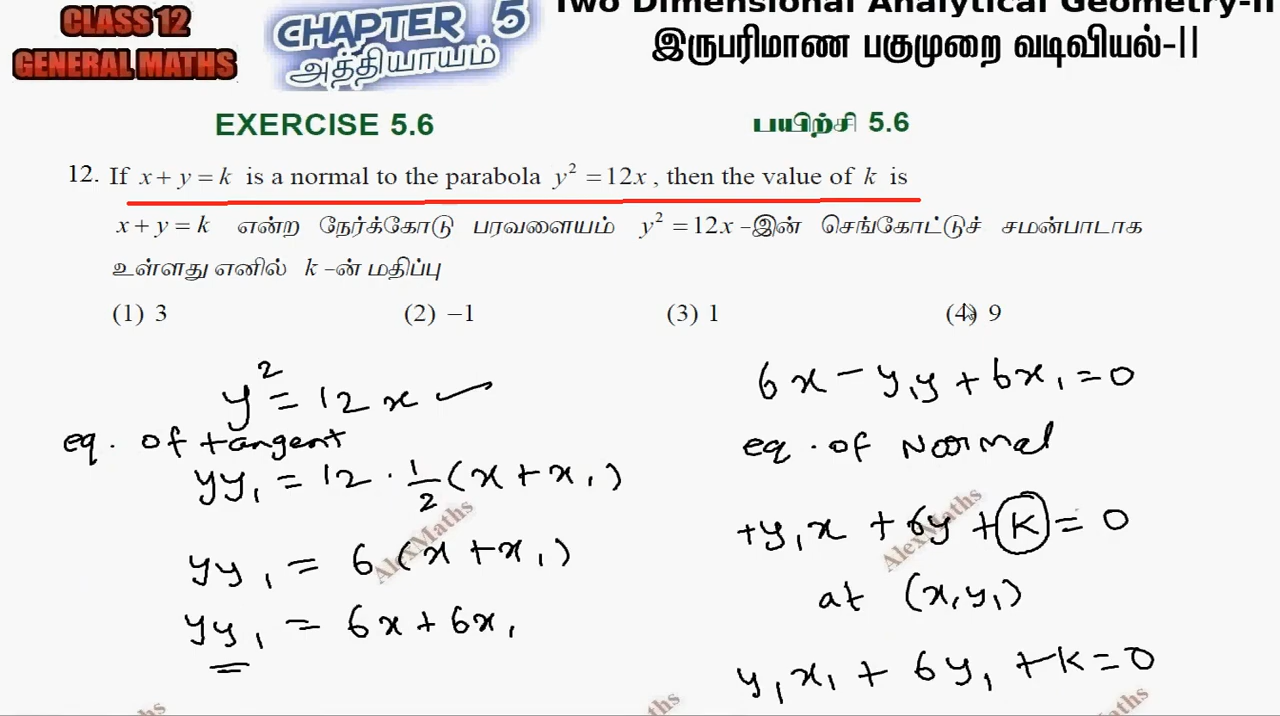 CLASS 12
GENERAL MATHS
CHAPTER 5
அத்தியாயம்
Two Dimensional Analytical Geometry-II
இருபரிமாண பகுமுறை வடிவியல்-II
EXERCISE 5.6
பயிற்சி 5.6
12. If x + y = k is a normal to the parabola y² = 12x, then the value of k is
x + y = k என்ற நேர்க்கோடு பரவளையம் y² = 12x -இன் செங்கோட்டுச் சமன்பாடாக
உள்ளது எனில் k -ன் மதிப்பு
(1) 3 (2) −1 (3) 1 (4) 9
y² = 12x
eq. of tangent
yy₁ = 12 · 1/2 (x + x₁)
yy₁ = 6 (x + x₁)
yy₁ = 6x + 6x₁
6x − y₁y + 6x₁ = 0
eq. of Normal
+y₁x + 6y + k = 0
at (x₁y₁)
y₁x₁ + 6y₁ + k = 0
AlexMaths
AlexMaths